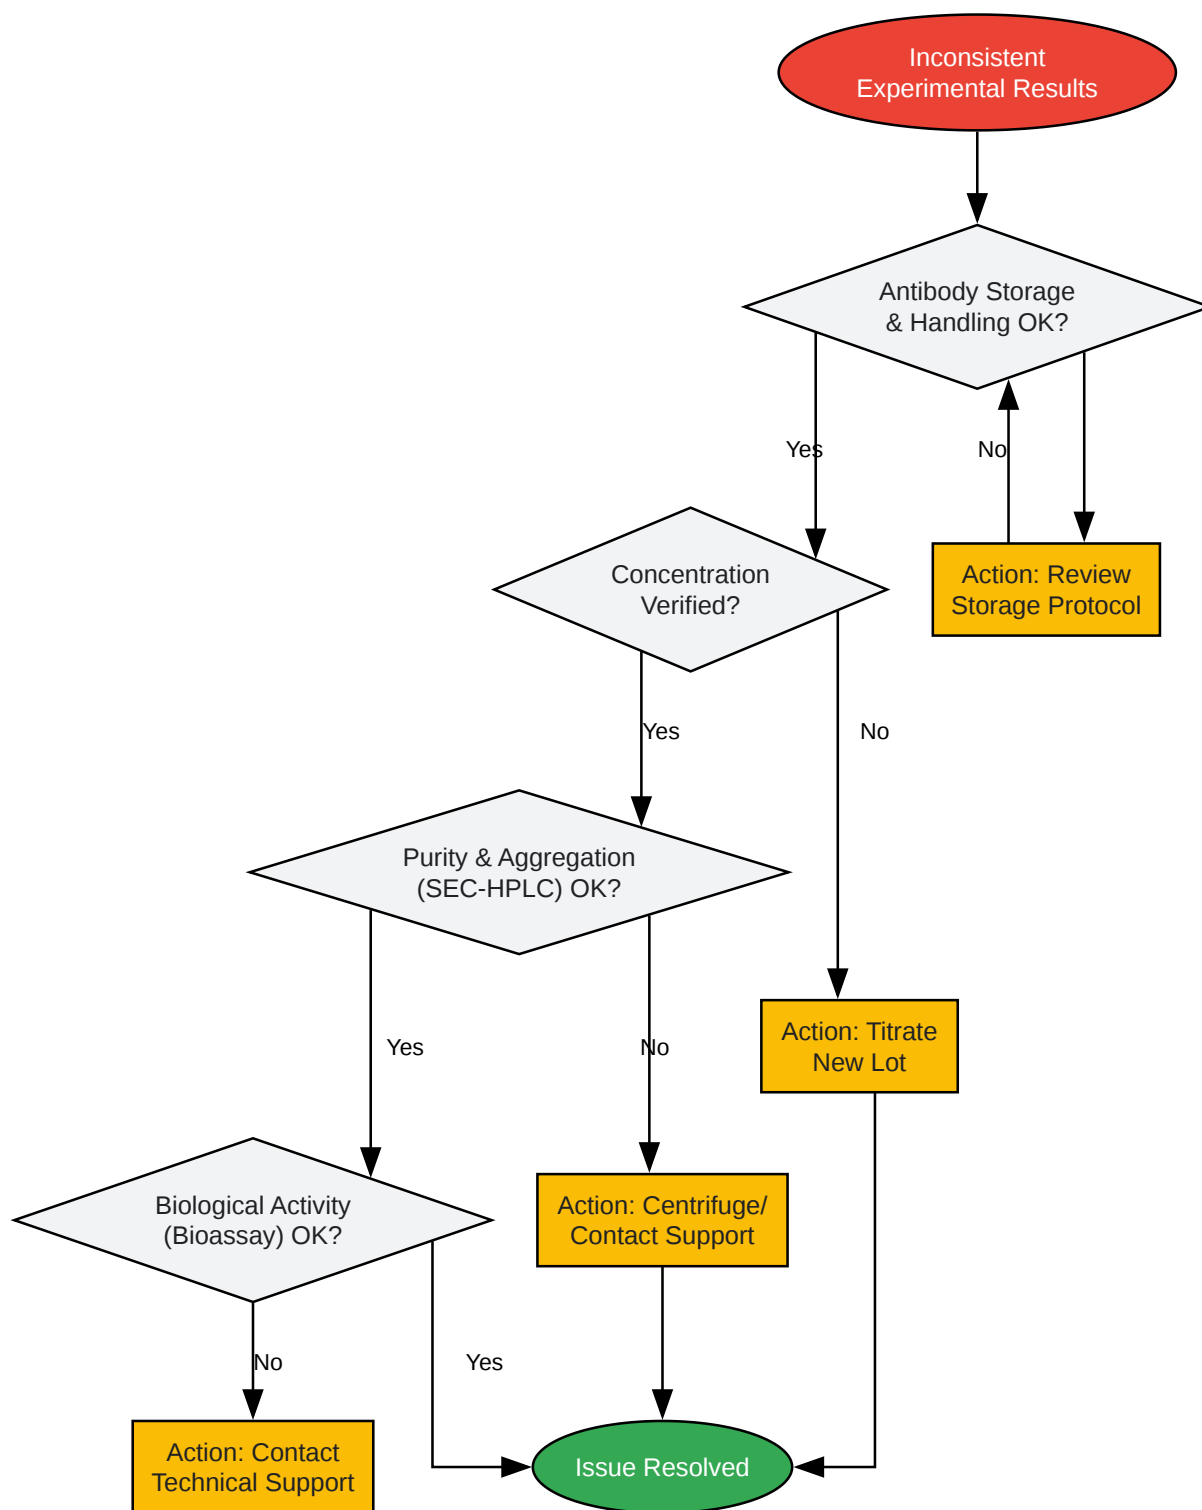 Inconsistent
Experimental Results
Antibody Storage
& Handling OK?
Yes
No
Concentration
Verified?
Action: Review
Storage Protocol
Yes
No
Purity & Aggregation
(SEC-HPLC) OK?
Yes
No
Action: Titrate
New Lot
Biological Activity
(Bioassay) OK?
Action: Centrifuge/
Contact Support
No
Yes
Action: Contact
Technical Support
Issue Resolved